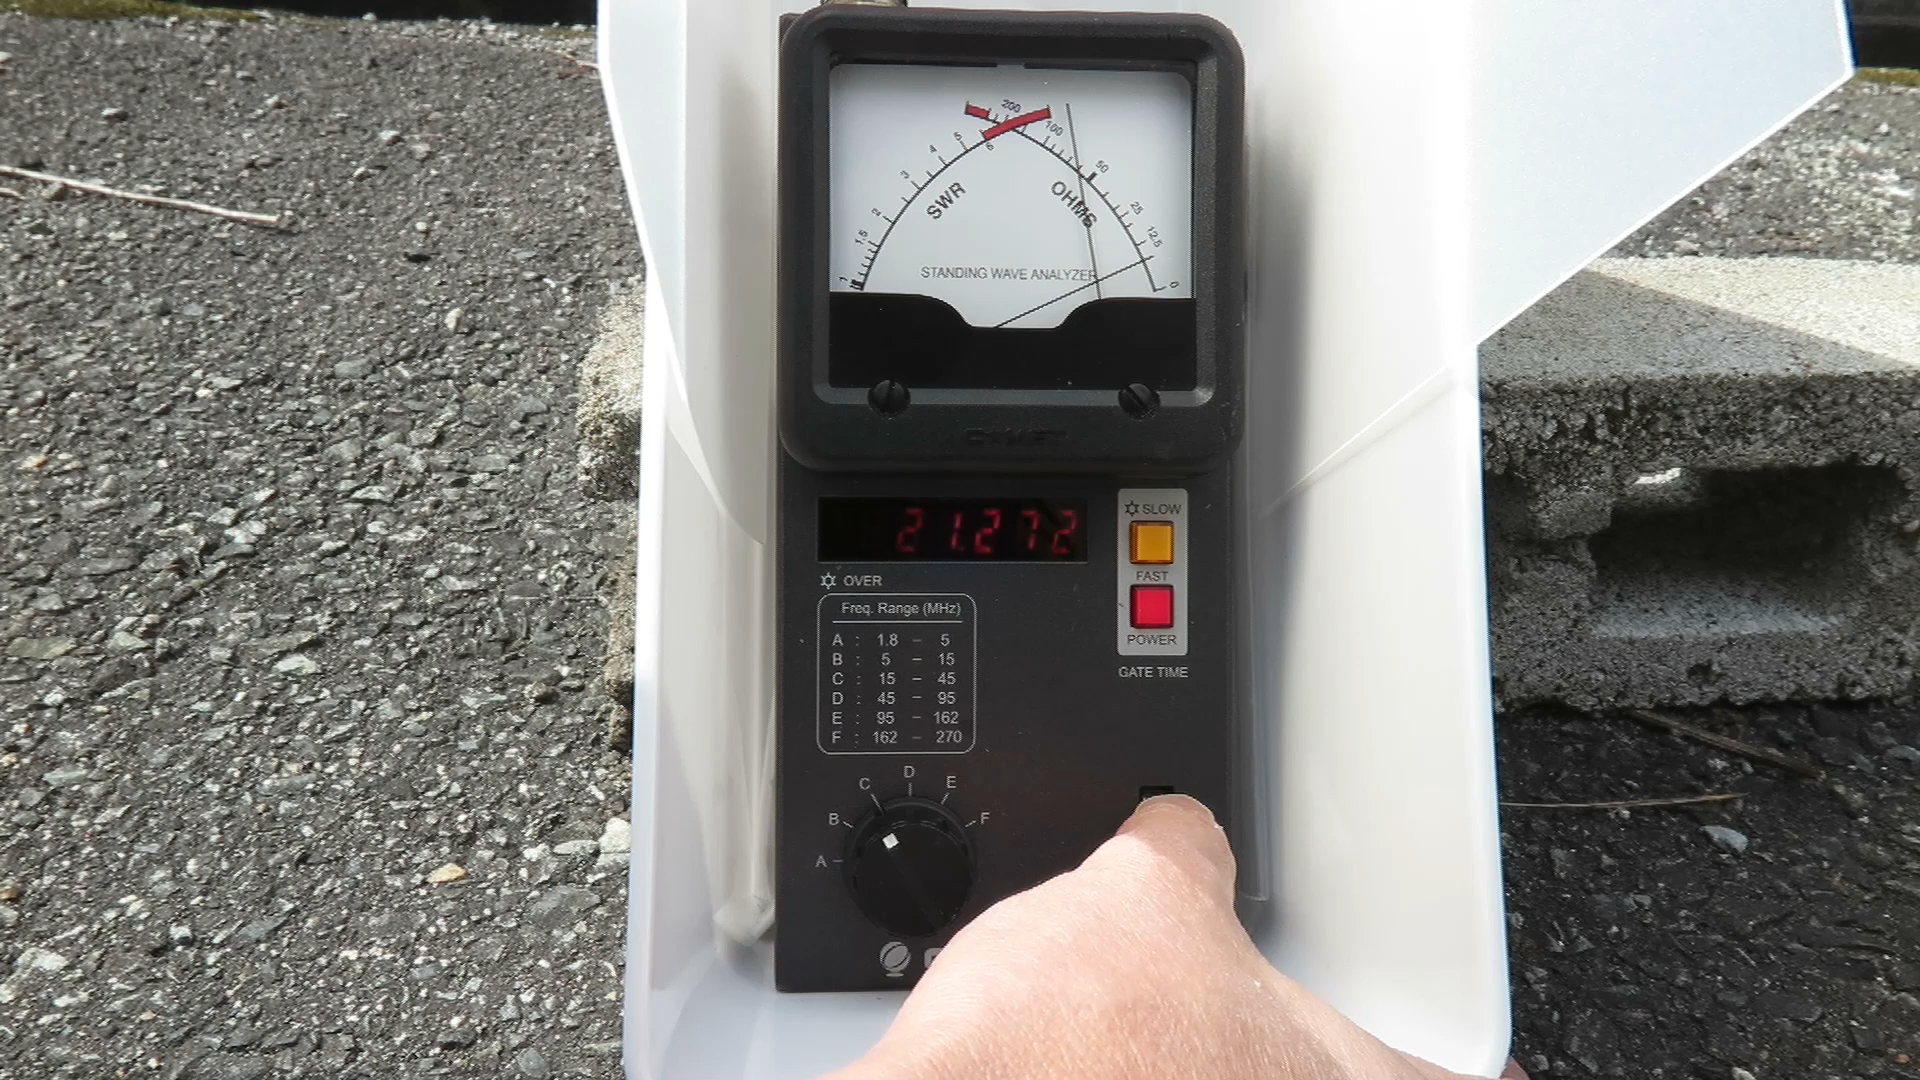 200
5
100
6
4
50
3
SWR
OHMS
2
25
1.5
12.5
STANDING WAVE ANALYZER
1
0
COMET
21.272
SLOW
OVER
FAST
Freq. Range (MHz)
POWER
A : 1.8 – 5
B : 5 – 15
C : 15 – 45
D : 45 – 95
E : 95 – 162
F : 162 – 270
GATE TIME
D
C
E
B
F
A